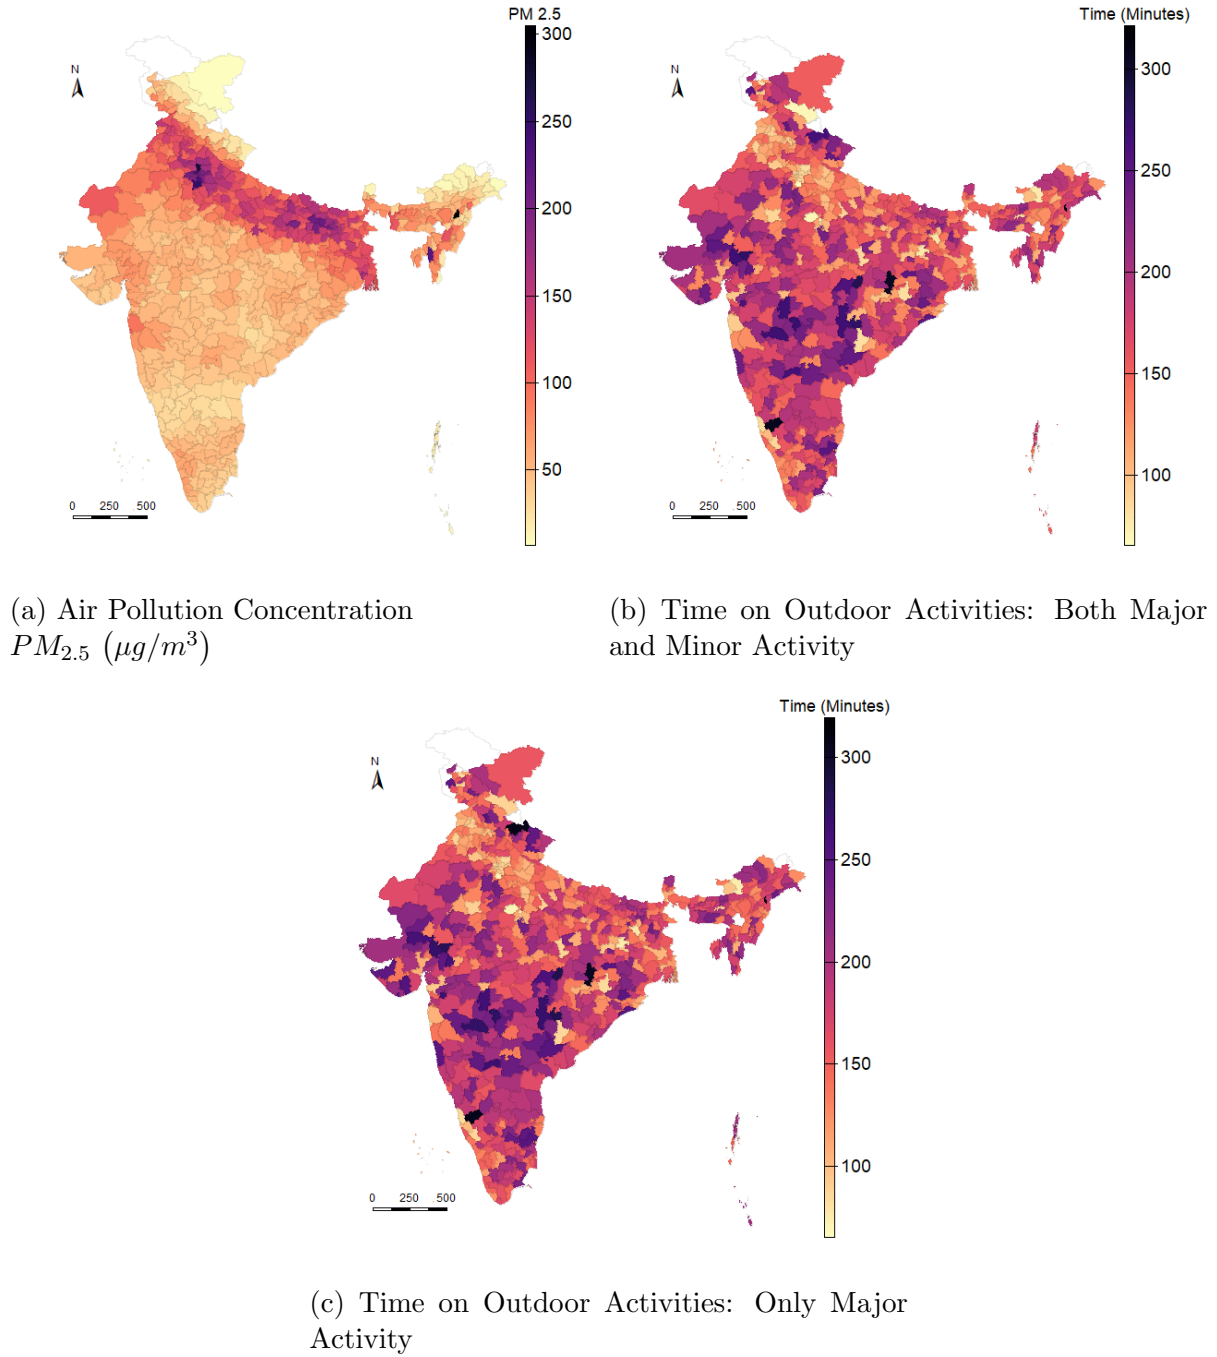 PM 2.5
300
250
200
150
100
50
N
0 250 500
Time (Minutes)
300
250
200
150
100
N
0 250 .500
(a) Air Pollution Concentration
PM2.5 (μg/m³)
(b) Time on Outdoor Activities: Both Major
and Minor Activity
Time (Minutes)
300
250
200
150
100
N
0 250 .500
(c) Time on Outdoor Activities: Only Major
Activity